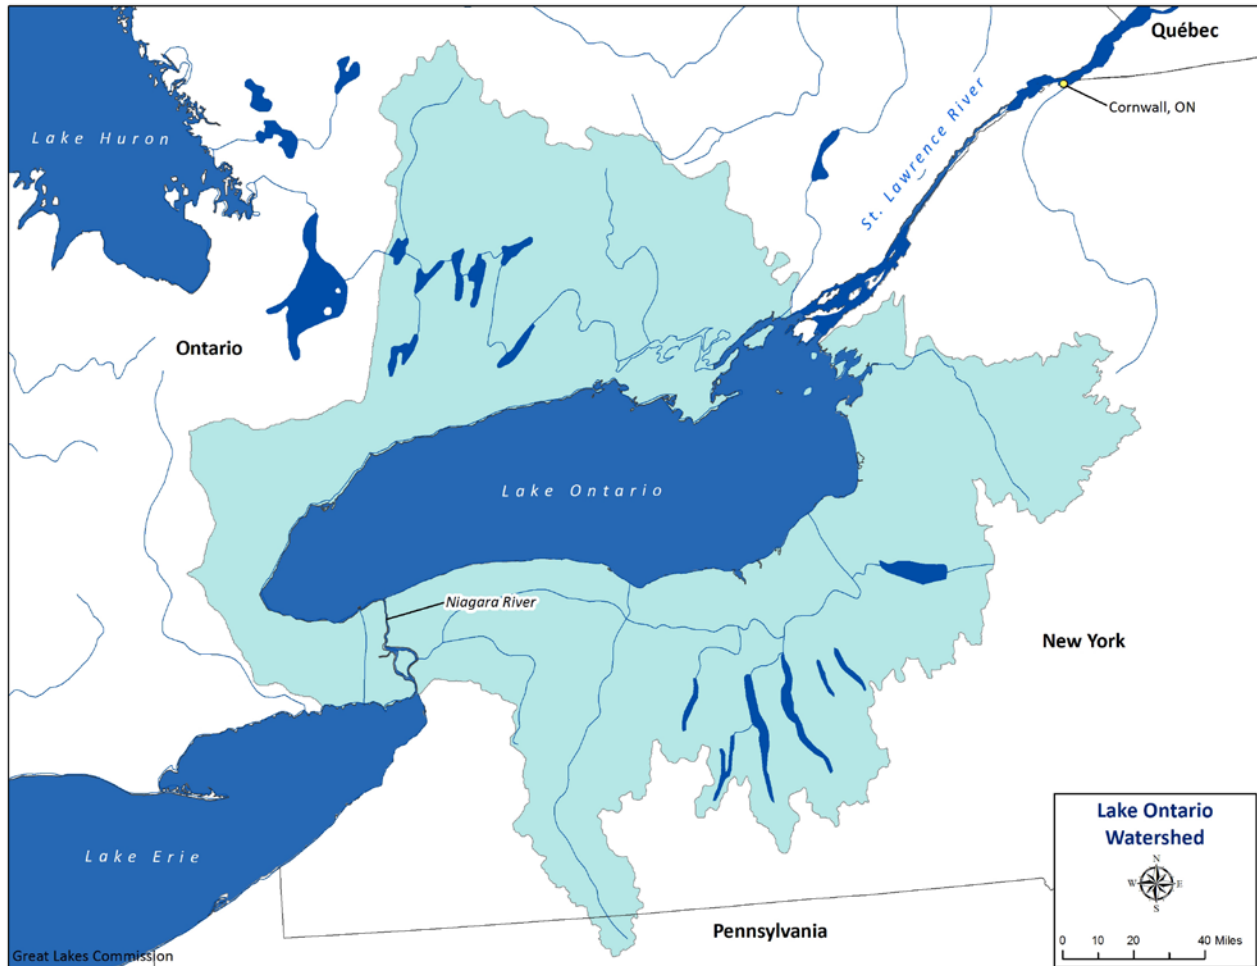 Québec
Cornwall, ON
Lake Huron
St. Lawrence River
Ontario
Lake Ontario
Niagara River
New York
Lake Erie
Pennsylvania
Great Lakes Commission
Lake Ontario
Watershed
N
W E
S
0 10 20 40 Miles